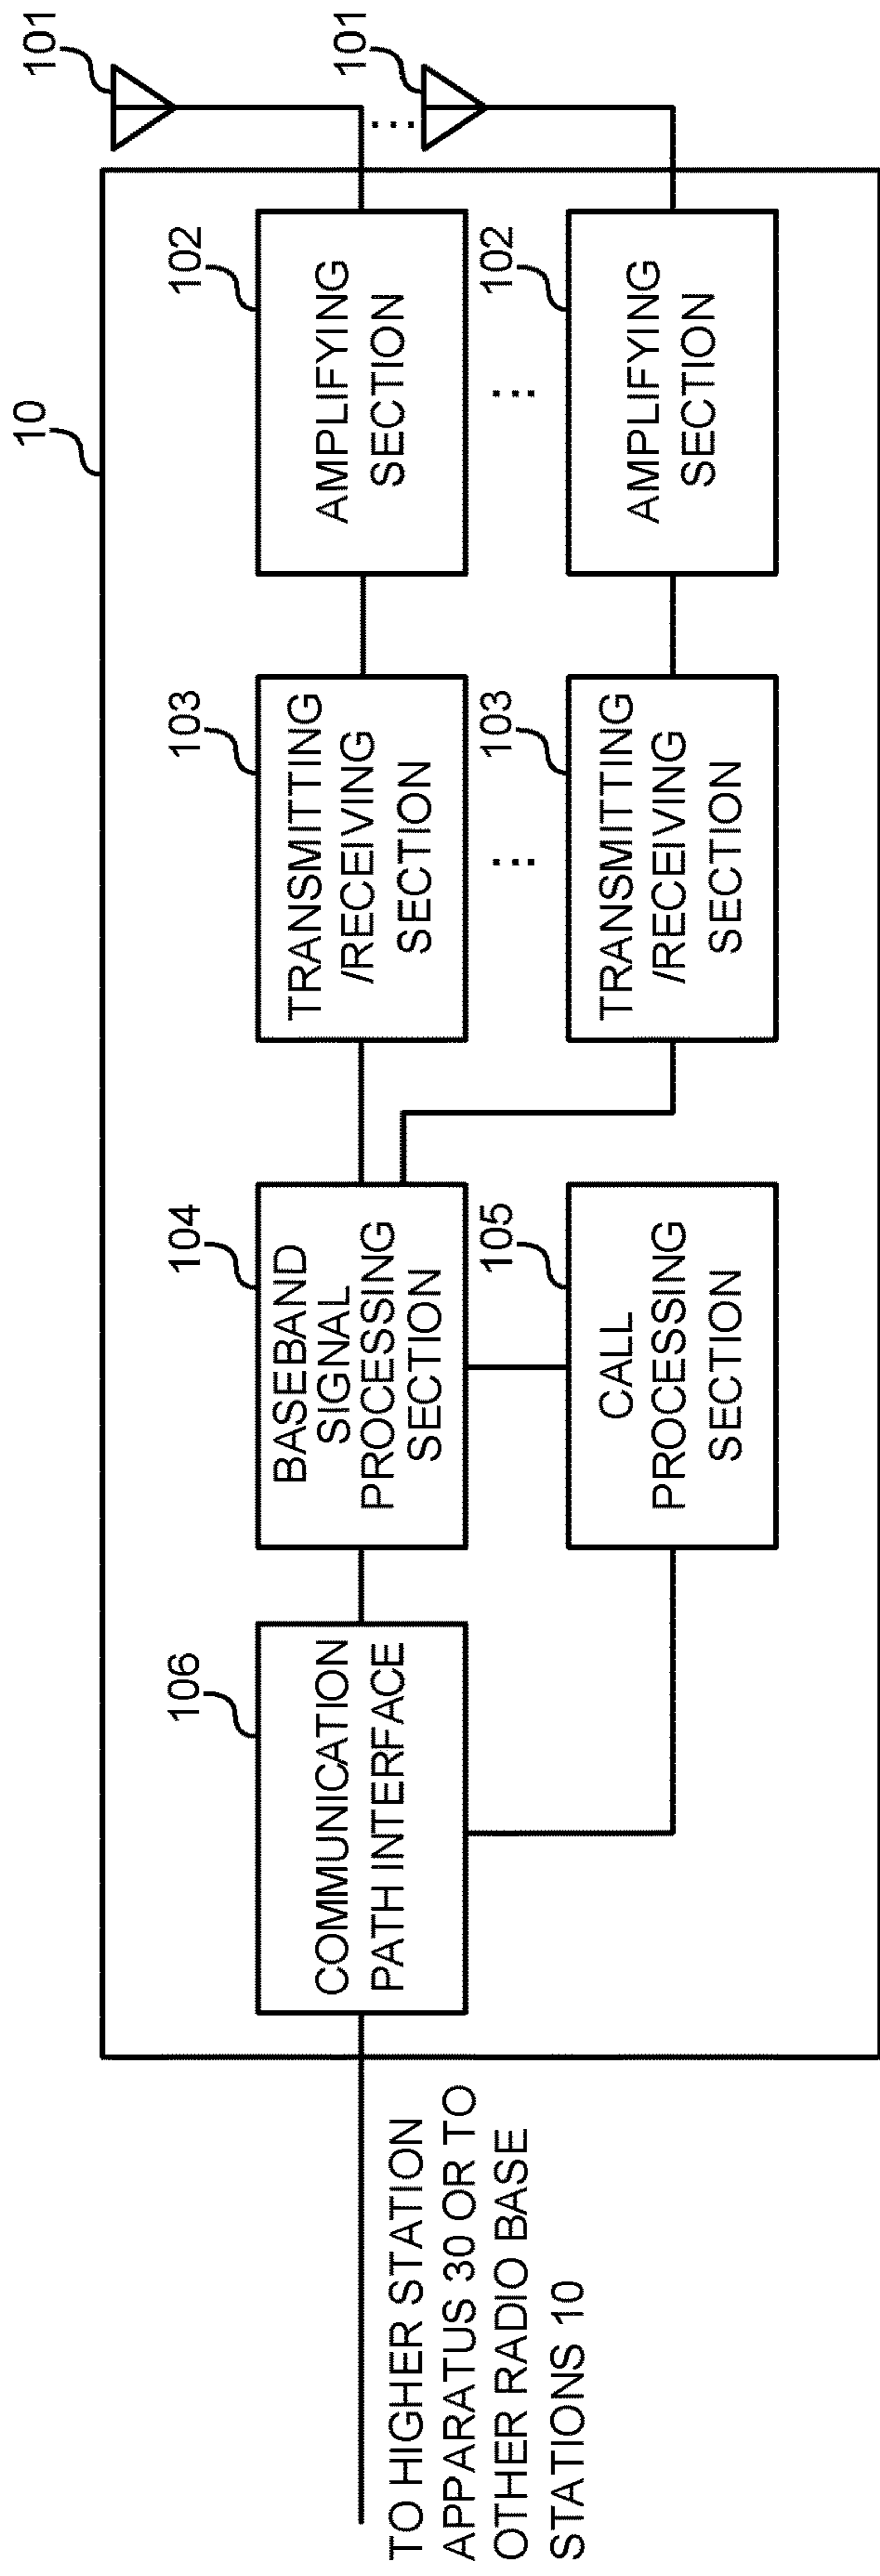 10
101
101
102
AMPLIFYING
SECTION
102
AMPLIFYING
SECTION
103
TRANSMITTING
/RECEIVING
SECTION
103
TRANSMITTING
/RECEIVING
SECTION
104
BASEBAND
SIGNAL
PROCESSING
SECTION
105
CALL
PROCESSING
SECTION
106
COMMUNICATION
PATH INTERFACE
TO HIGHER STATION
APPARATUS 30 OR TO
OTHER RADIO BASE
STATIONS 10